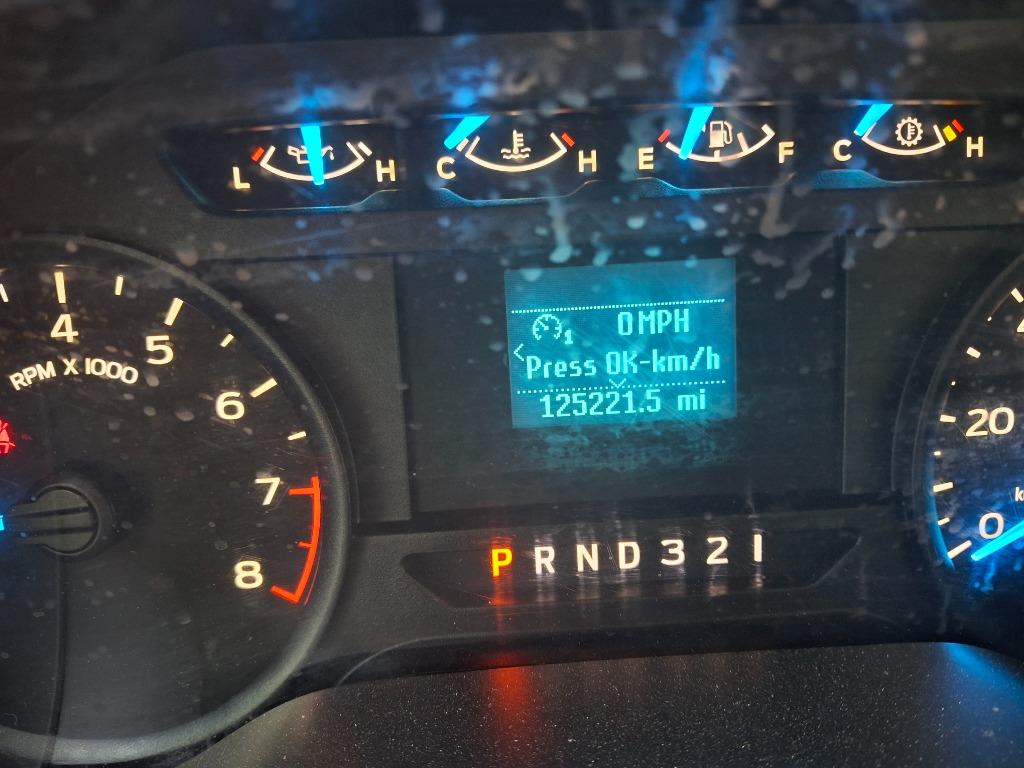 L H C H E F C H
4 5 6 7 8
RPM X 1000
1 0 MPH
Press OK-km/h
125221.5 mi
20
0
P R N D 3 2 1